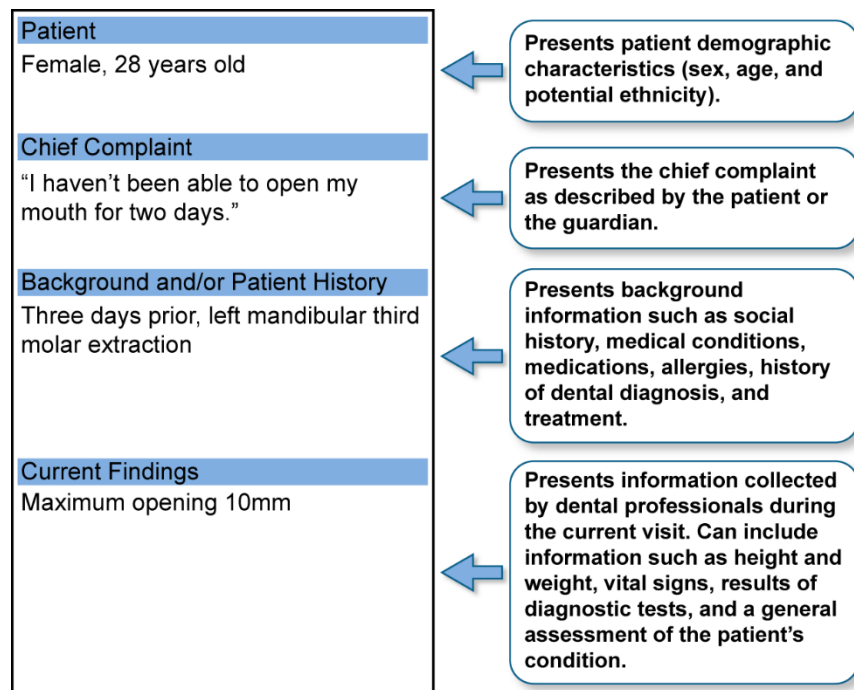 Patient
Female, 28 years old
Presents patient demographic
characteristics (sex, age, and
potential ethnicity).
Chief Complaint
“I haven’t been able to open my
mouth for two days.”
Presents the chief complaint
as described by the patient or
the guardian.
Background and/or Patient History
Three days prior, left mandibular third
molar extraction
Presents background
information such as social
history, medical conditions,
medications, allergies, history
of dental diagnosis, and
treatment.
Current Findings
Maximum opening 10mm
Presents information collected
by dental professionals during
the current visit. Can include
information such as height and
weight, vital signs, results of
diagnostic tests, and a general
assessment of the patient’s
condition.